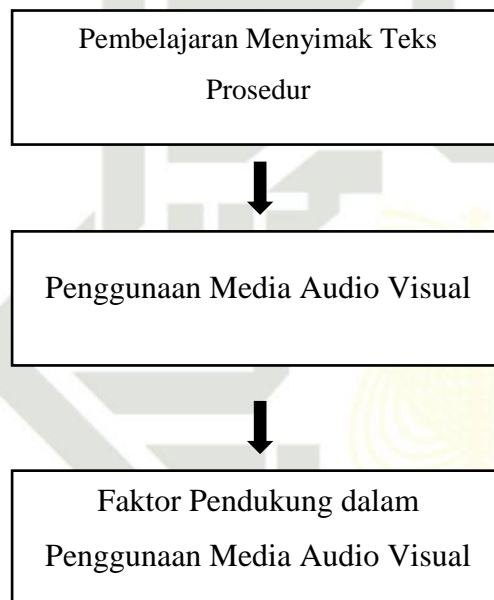 Pembelajaran Menyimak Teks
Prosedur
Penggunaan Media Audio Visual
Faktor Pendukung dalam
Penggunaan Media Audio Visual